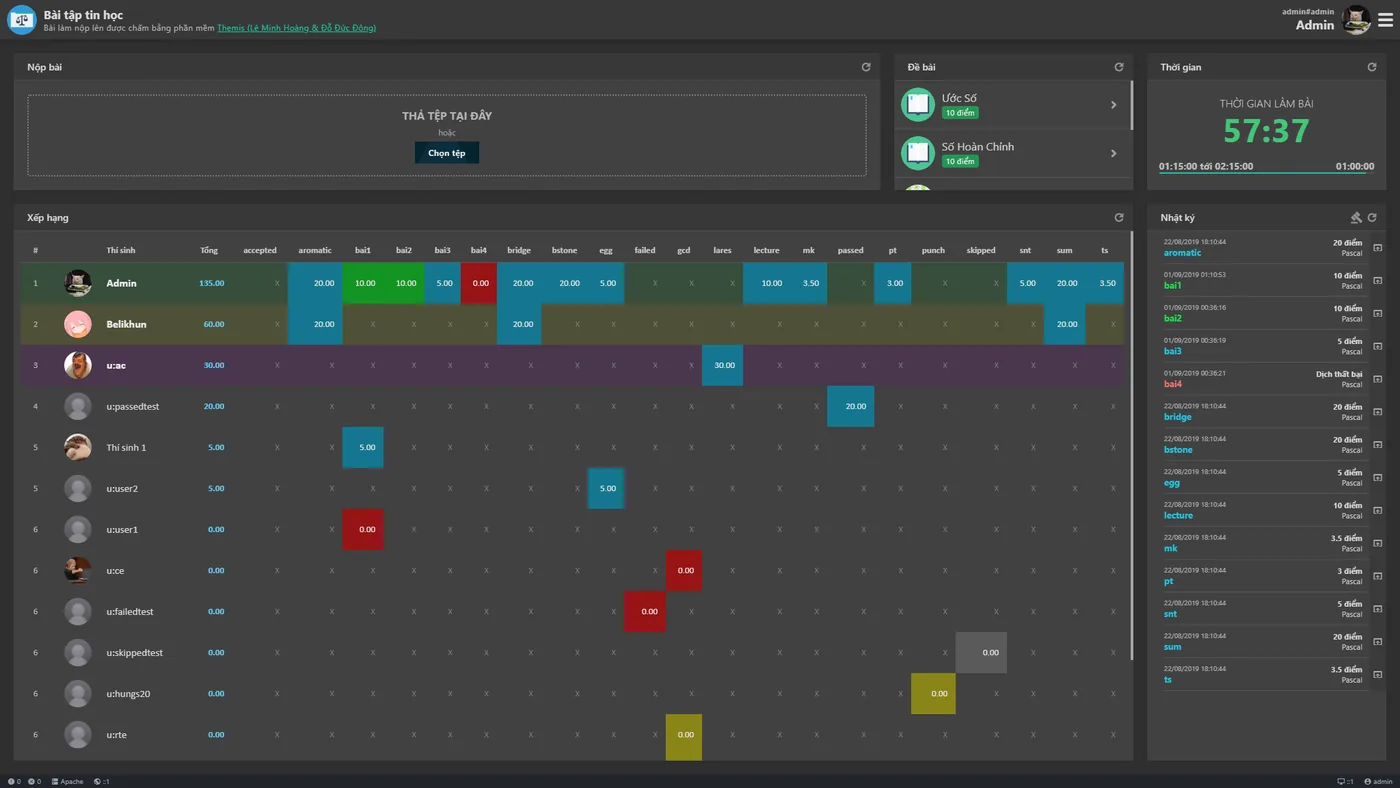 Bài tập tin học
Bài làm nộp lên được chấm bằng phần mềm Themis (Lê Minh Hoàng & Đỗ Đức Đông)
admin#admin
Admin
Nộp bài
THẢ TỆP TẠI ĐÂY
hoặc
Chọn tệp
Đề bài
Ước Số
10 điểm
Số Hoàn Chỉnh
10 điểm
Thời gian
THỜI GIAN LÀM BÀI
57:37
01:15:00 tới 02:15:00 01:00:00
Xếp hạng
# Thí sinh Tổng accepted aromatic bai1 bai2 bai3 bai4 bridge bstone egg failed gcd lares lecture mk passed pt punch skipped snt sum ts
1 Admin 135.00 X 20.00 10.00 10.00 5.00 0.00 20.00 20.00 5.00 X X X 10.00 3.50 X 3.00 X X 5.00 20.00 3.50
2 Belikhun 60.00 X 20.00 X X X X 20.00 X X X X X X X X X X X X 20.00 X
3 u:ac 30.00 X X X X X X X X X X X 30.00 X X X X X X X X X
4 u:passedtest 20.00 X X X X X X X X X X X X X X 20.00 X X X X X X
5 Thí sinh 1 5.00 X X 5.00 X X X X X X X X X X X X X X X X X X
5 u:user2 5.00 X X X X X X X X 5.00 X X X X X X X X X X X X
6 u:user1 0.00 X X 0.00 X X X X X X X X X X X X X X X X X X
6 u:ce 0.00 X X X X X X X X X X 0.00 X X X X X X X X X X
6 u:failedtest 0.00 X X X X X X X X X 0.00 X X X X X X X X X X X
6 u:skippedtest 0.00 X X X X X X X X X X X X X X X X X 0.00 X X X
6 u:hungs20 0.00 X X X X X X X X X X X X X X X X 0.00 X X X X
6 u:rte 0.00 X X X X X X X X X X 0.00 X X X X X X X X X X
Nhật ký
22/08/2019 18:10:44 20 điểm
aromatic Pascal
01/09/2019 01:10:53 10 điểm
bai1 Pascal
01/09/2019 00:36:16 10 điểm
bai2 Pascal
01/09/2019 00:36:19 5 điểm
bai3 Pascal
01/09/2019 00:36:21 Dịch thất bại
bai4 Pascal
22/08/2019 18:10:44 20 điểm
bridge Pascal
22/08/2019 18:10:44 20 điểm
bstone Pascal
22/08/2019 18:10:44 5 điểm
egg Pascal
22/08/2019 18:10:44 10 điểm
lecture Pascal
22/08/2019 18:10:44 3.5 điểm
mk Pascal
22/08/2019 18:10:44 3 điểm
pt Pascal
22/08/2019 18:10:44 5 điểm
snt Pascal
22/08/2019 18:10:44 20 điểm
sum Pascal
22/08/2019 18:10:44 3.5 điểm
ts Pascal
0 0 Apache ::1 ::1 admin